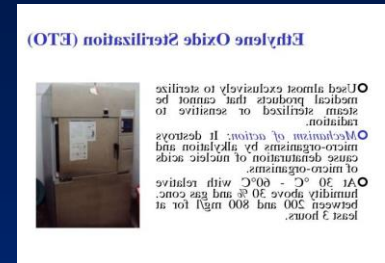 Ethylene Oxide Sterilization (ETO)
Used almost exclusively to sterilize
medical products that cannot be
steam sterilized or sensitive to
radiation.
Mechanism of action: It destroys
micro-organisms by alkylation and
cause denaturation of nucleic acids
of micro-organisms.
At 30 °C - 60°C with relative
humidity above 30 % and gas conc.
between 200 and 800 mg/l for at
least 3 hours.